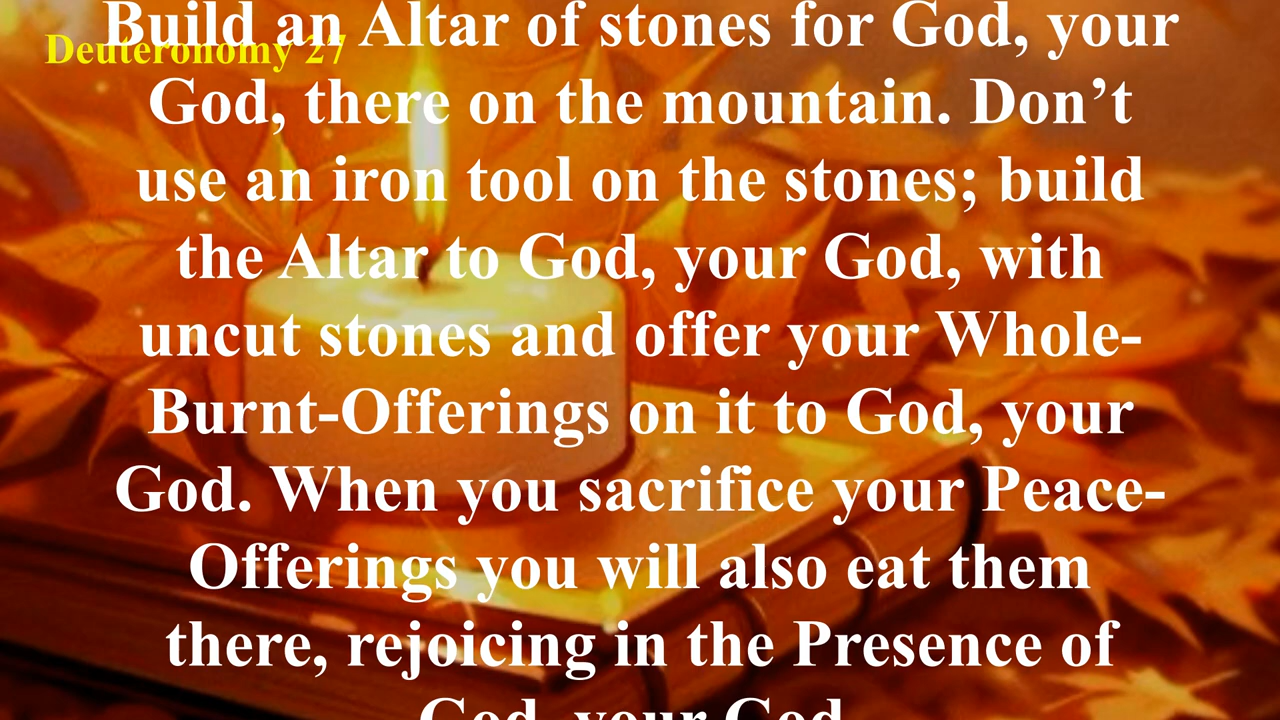 Build an Altar of stones for God, your
Deuteronomy 27
God, there on the mountain. Don’t
use an iron tool on the stones; build
the Altar to God, your God, with
uncut stones and offer your Whole-
Burnt-Offerings on it to God, your
God. When you sacrifice your Peace-
Offerings you will also eat them
there, rejoicing in the Presence of
God, your God.